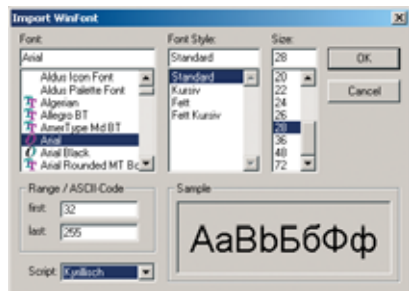 Import WinFont
Font: Font Style: Size:
Arial Standard 28 OK
Aldus Icon Font Standard 20
Aldus Palette Font Kursiv 22 Cancel
Algerian Fett 24
Allegro BT Fett Kursiv 26
AmerType Md BT 28
Arial 36
Arial Black 48
Arial Rounded MT Bc 72
Range / ASCII-Code Sample
first: 32
last: 255
АаВbБбФф
Script: Kyrillisch